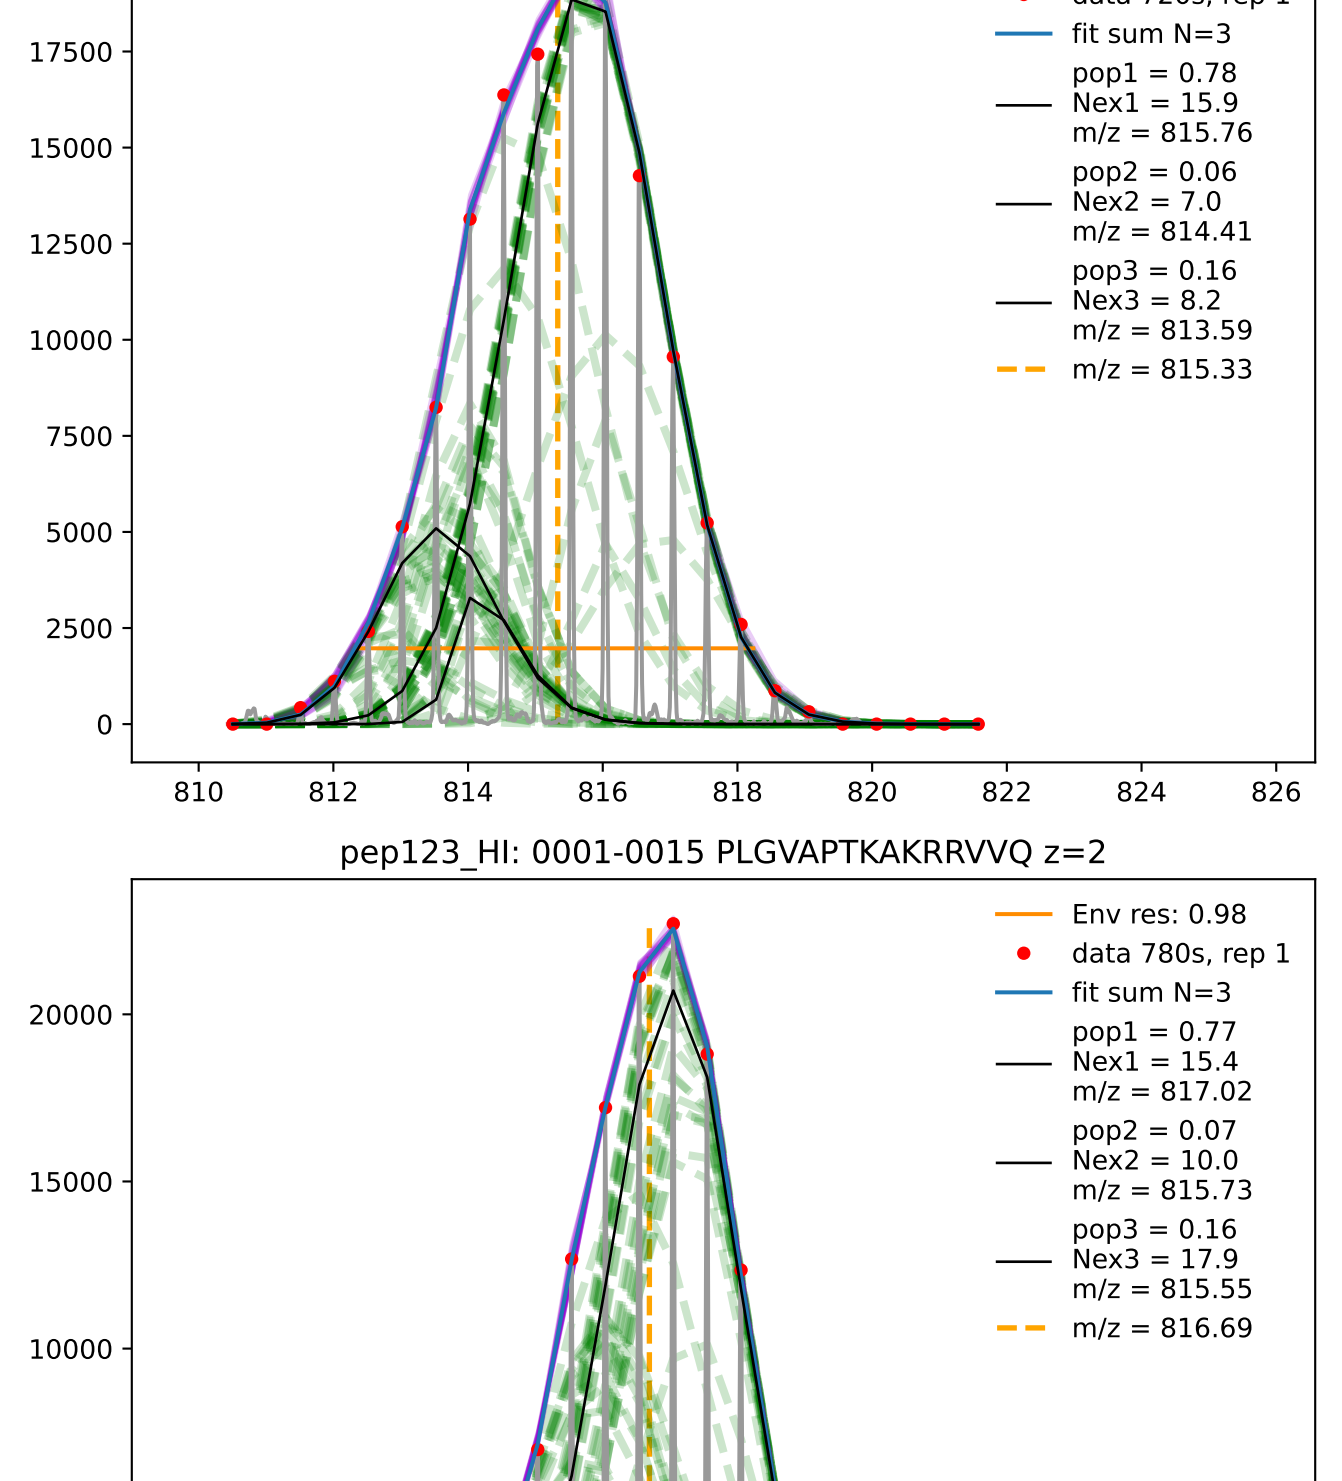 data 720s, rep 1
17500
fit sum N=3
pop1 = 0.78
Nex1 = 15.9
m/z = 815.76
15000
pop2 = 0.06
Nex2 = 7.0
m/z = 814.41
12500
pop3 = 0.16
Nex3 = 8.2
m/z = 813.59
10000
m/z = 815.33
7500
5000
2500
0
810 812 814 816 818 820 822 824 826
pep123_HI: 0001-0015 PLGVAPTKAKRRVVQ z=2
Env res: 0.98
data 780s, rep 1
fit sum N=3
20000
pop1 = 0.77
Nex1 = 15.4
m/z = 817.02
pop2 = 0.07
Nex2 = 10.0
m/z = 815.73
15000
pop3 = 0.16
Nex3 = 17.9
m/z = 815.55
m/z = 816.69
10000